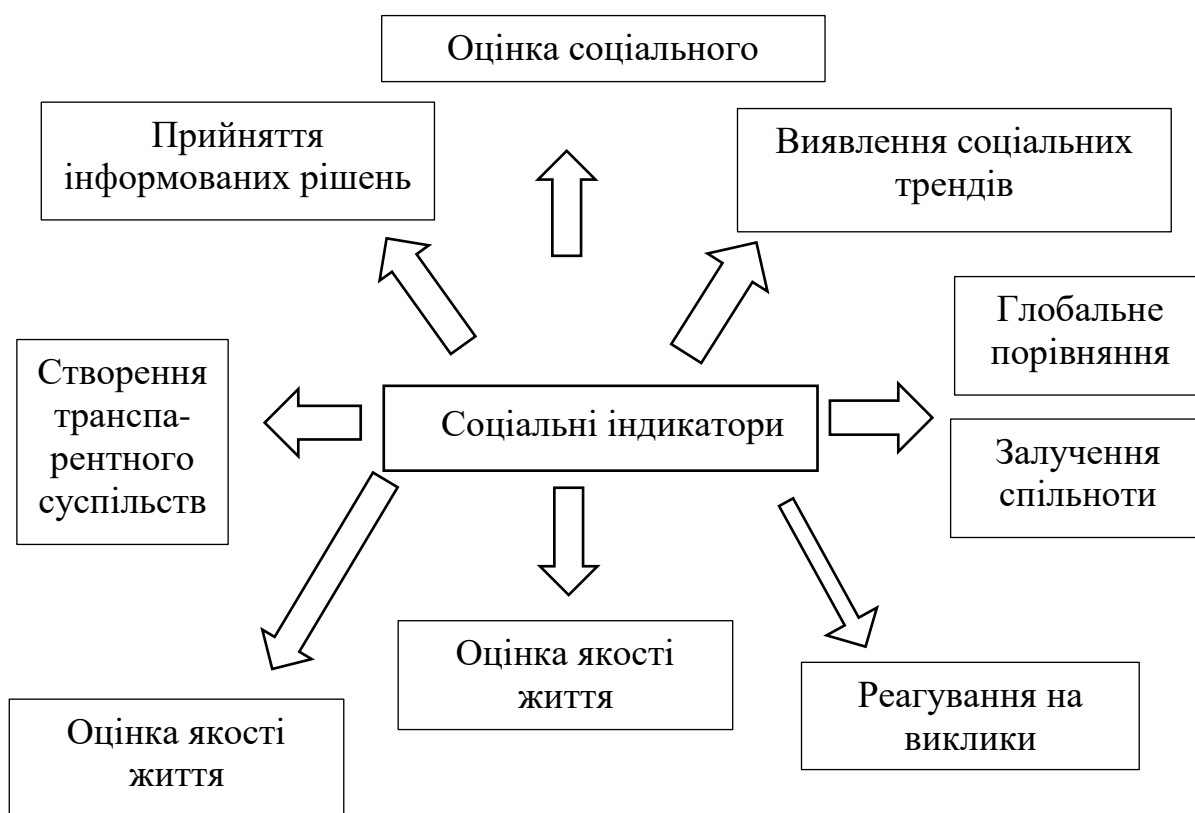 Оцінка соціального
Прийняття
інформованих рішень
Виявлення соціальних
трендів
Глобальне
порівняння
Створення
транспа-
рентного
суспільств
Соціальні індикатори
Залучення
спільноти
Оцінка якості
життя
Реагування на
виклики
Оцінка якості
життя